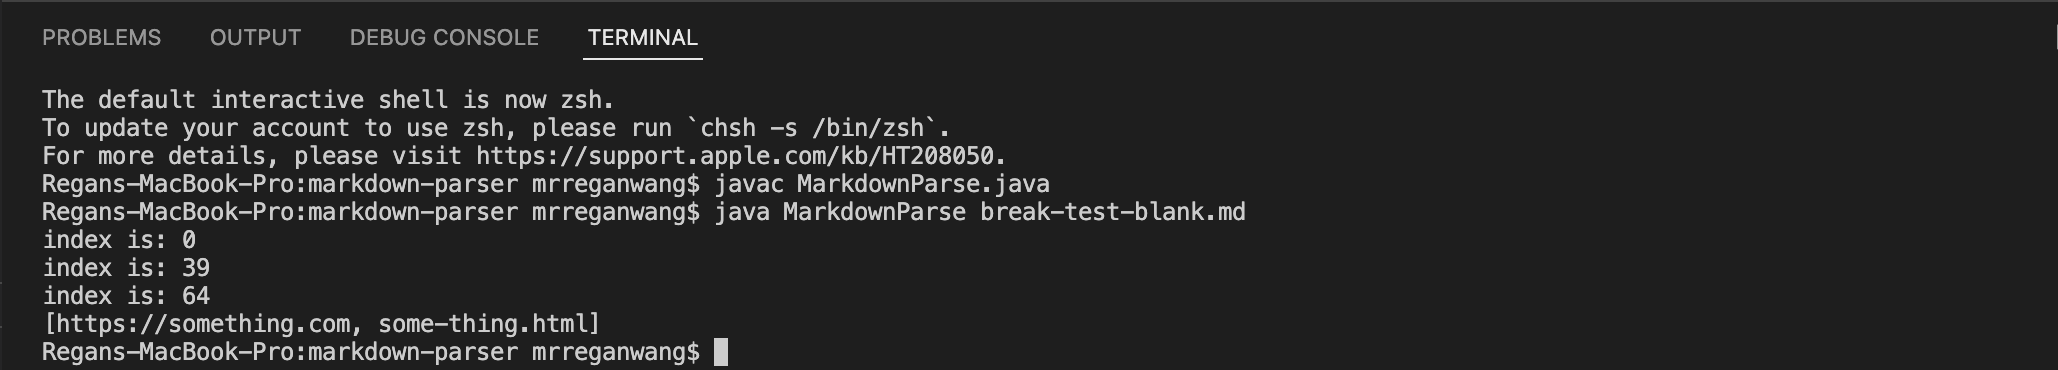 PROBLEMS OUTPUT DEBUG CONSOLE TERMINAL
The default interactive shell is now zsh.
To update your account to use zsh, please run `chsh -s /bin/zsh`.
For more details, please visit https://support.apple.com/kb/HT208050.
Regans-MacBook-Pro:markdown-parser mrreganwang$ javac MarkdownParse.java
Regans-MacBook-Pro:markdown-parser mrreganwang$ java MarkdownParse break-test-blank.md
index is: 0
index is: 39
index is: 64
[https://something.com, some-thing.html]
Regans-MacBook-Pro:markdown-parser mrreganwang$